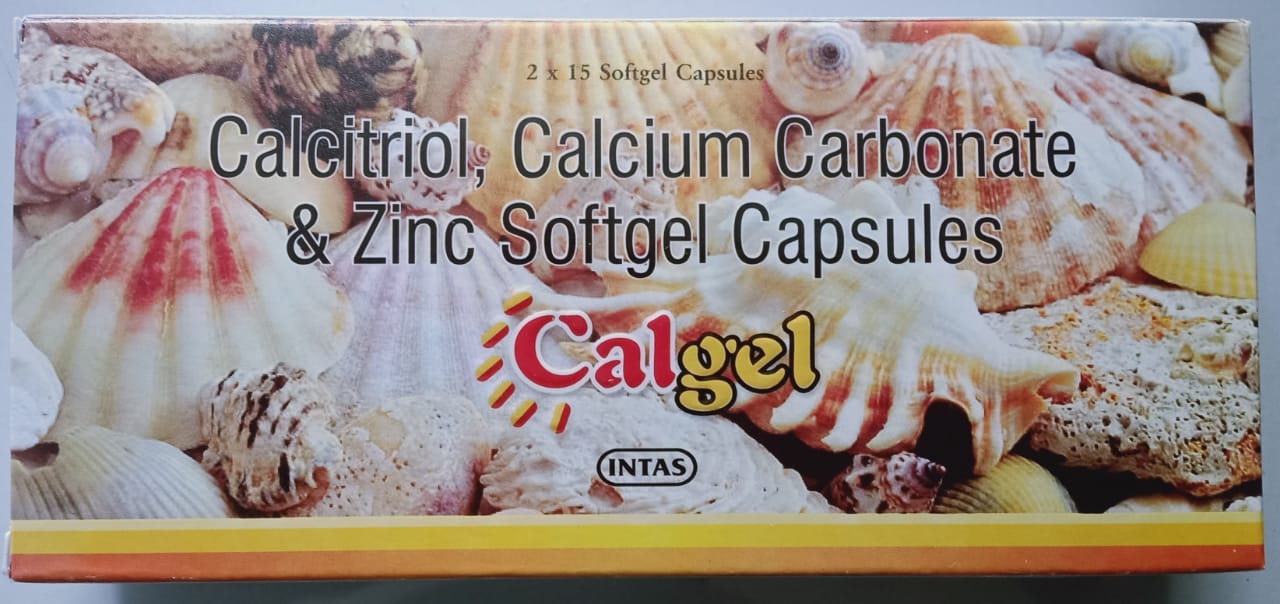 2 x 15 Softgel Capsules
Calcitriol, Calcium Carbonate
& Zinc Softgel Capsules
Calgel
INTAS